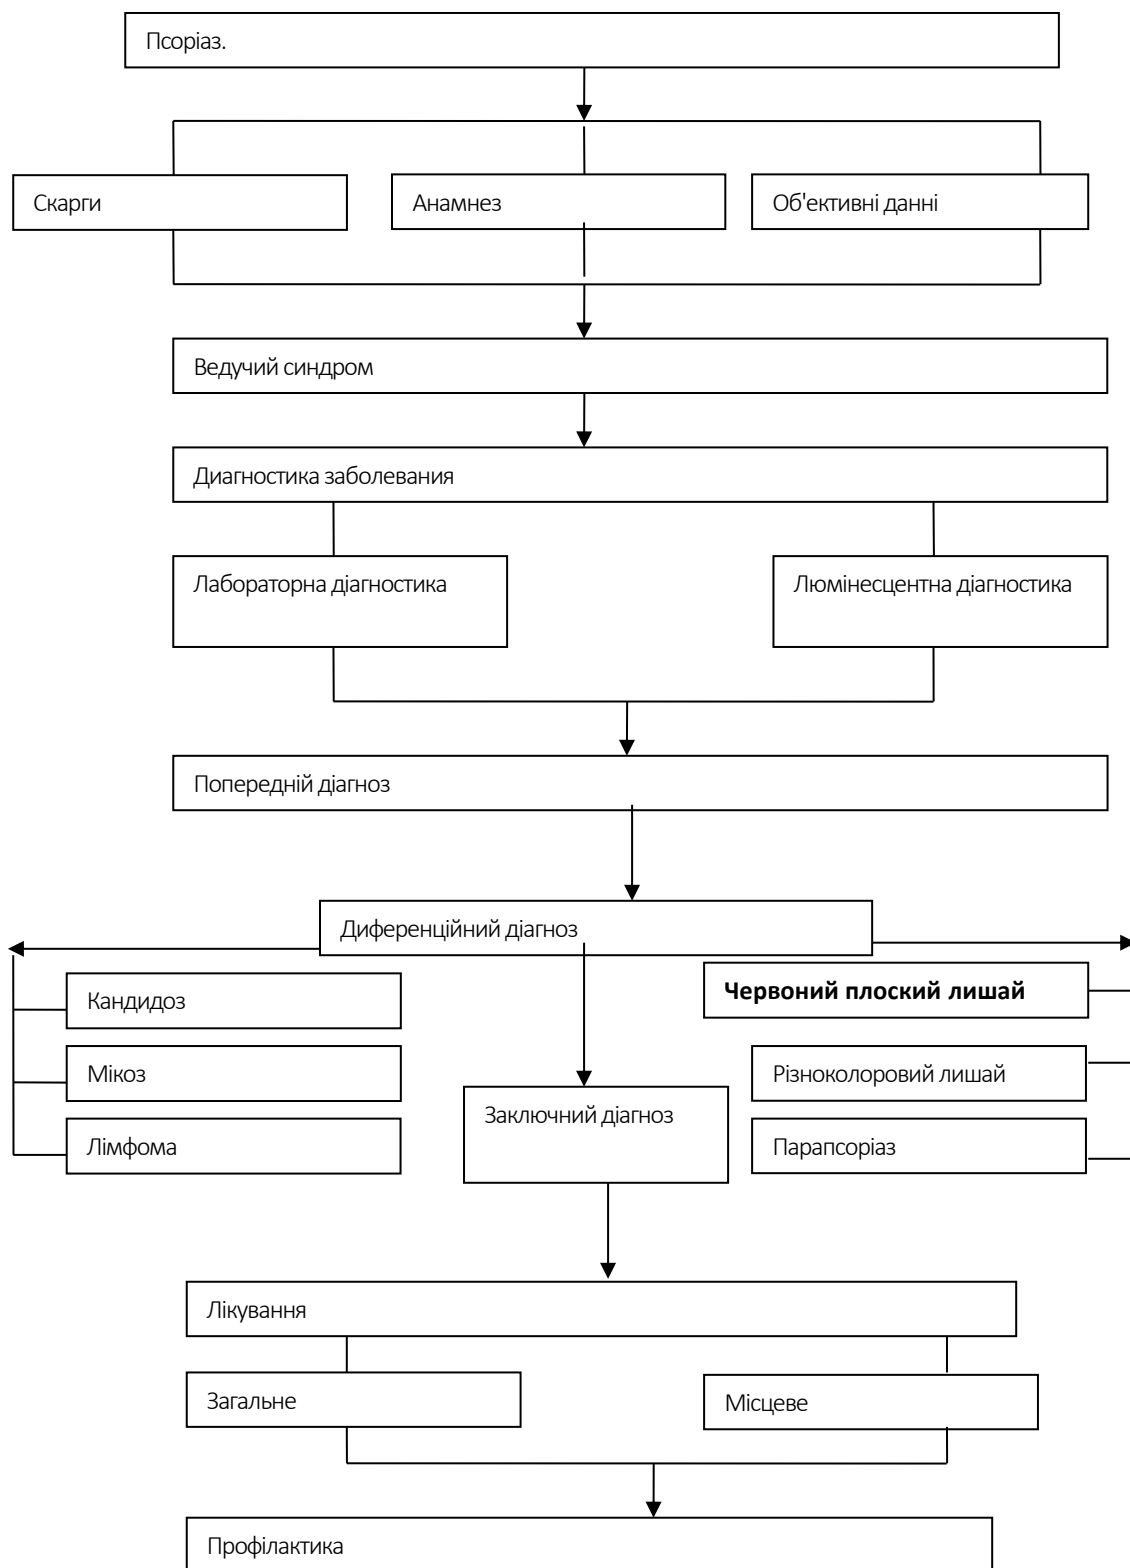 Псоріаз.
Скарги
Анамнез
Об'ективні данні
Ведучий синдром
Диагностика заболевания
Лабораторна діагностика
Люмінесцентна діагностика
Попередній діагноз
Диференційний діагноз
Кандидоз
Мікоз
Лімфома
Заключний діагноз
Червоний плоский лишай
Різноколоровий лишай
Парапсоріаз
Лікування
Загальне
Місцеве
Профілактика